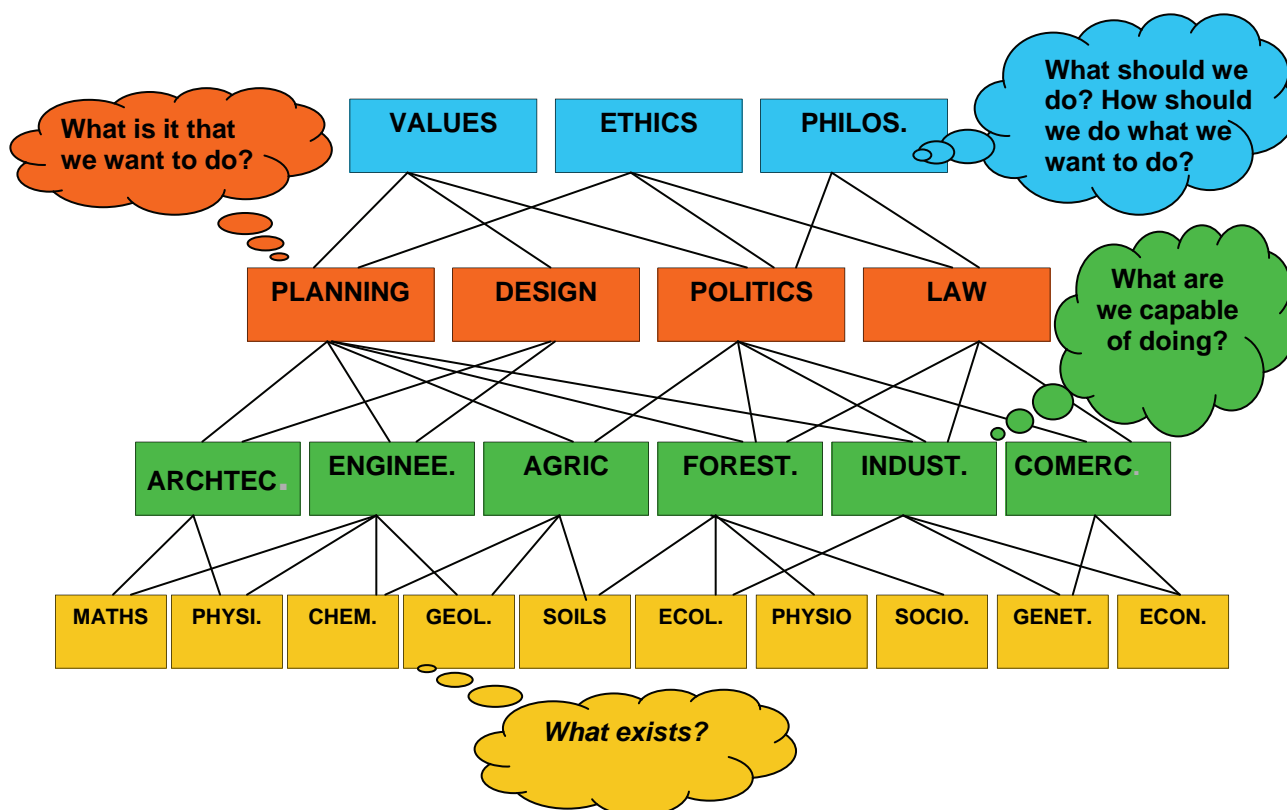 What should we
do? How should
we do what we
want to do?
What is it that
we want to do?
VALUES
ETHICS
PHILOS.
PLANNING
DESIGN
POLITICS
LAW
What are
we capable
of doing?
ARCHTEC.
ENGINEE.
AGRIC
FOREST.
INDUST.
COMERC.
MATHS
PHYSI.
CHEM.
GEOL.
SOILS
ECOL.
PHYSIO
SOCIO.
GENET.
ECON.
What exists?